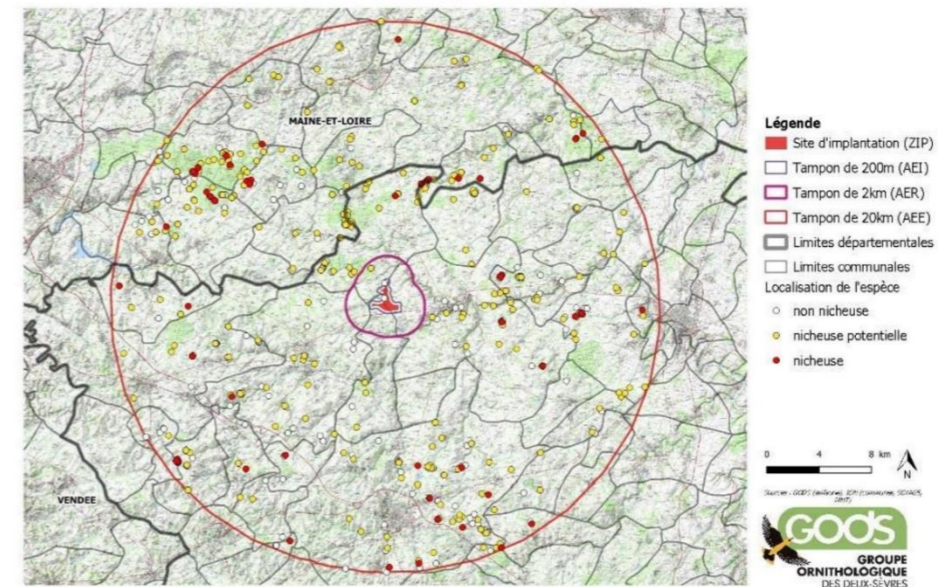 MAINE-ET-LOIRE
VENDEE
Légende
Site d'implantation (ZIP)
Tampon de 200m (AEI)
Tampon de 2km (AER)
Tampon de 20km (AEE)
Limites départementales
Limites communales
Localisation de l'espèce
non nicheuse
nicheuse potentielle
nicheuse
0 4 8 km
N
GODS
GROUPE
ORNITHOLOGIQUE
DES DEUX-SÈVRES